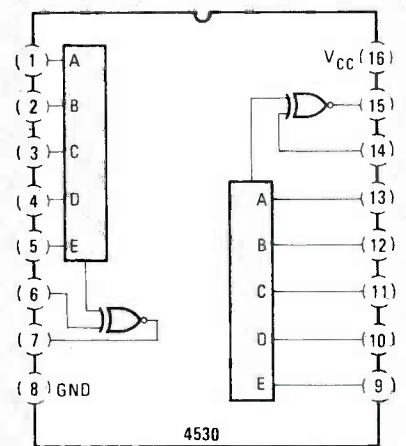 (1) A
(2) B
(3) C
(4) D
(5) E
(6)
(7)
(8) GND
VCC (16)
(15)
(14)
A (13)
B (12)
C (11)
D (10)
E (9)
4530